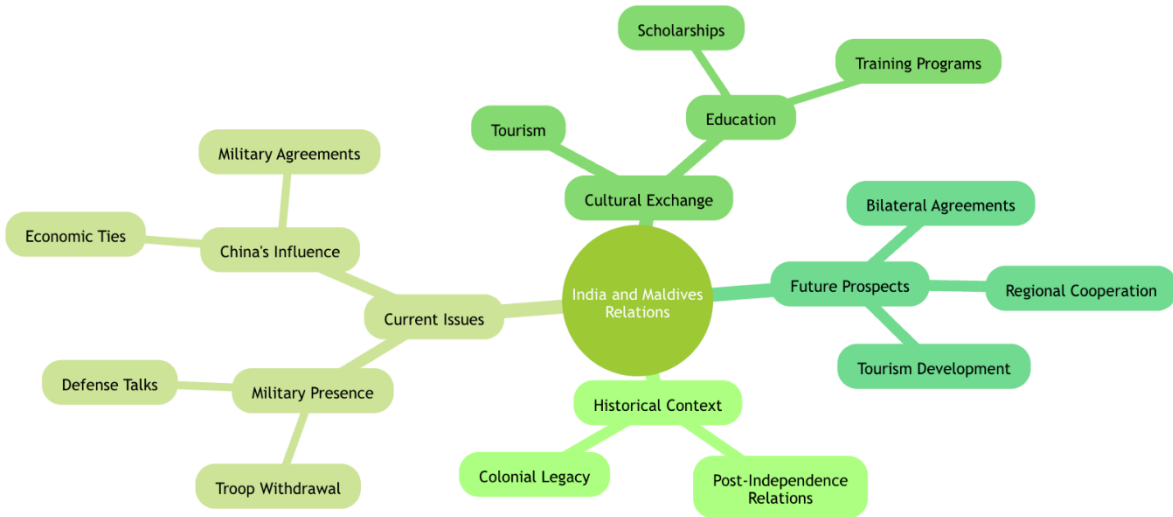 Scholarships
Training Programs
Education
Tourism
Military Agreements
Cultural Exchange
Bilateral Agreements
Economic Ties
China's Influence
Future Prospects
Regional Cooperation
India and Maldives
Relations
Current Issues
Tourism Development
Defense Talks
Military Presence
Historical Context
Colonial Legacy
Post-Independence
Relations
Troop Withdrawal